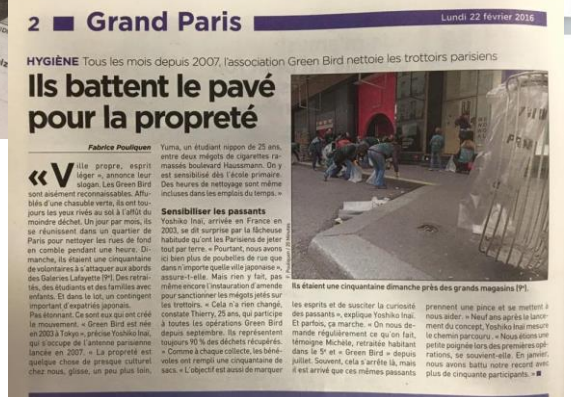 2 Grand Paris
Lundi 22 février 2016
HYGIÈNE Tous les mois depuis 2007, l'association Green Bird nettoie les trottoirs parisiens
Ils battent le pavé
pour la propreté
Fabrice Pouliquen
« Ville propre, esprit
léger », annonce leur
slogan. Les Green Bird
sont aisément reconnaissables. Affu-
blés d'une chasuble verte, ils ont tou-
jours les yeux rivés au sol à l'affût du
moindre déchet. Un jour par mois, ils
se réunissent dans un quartier de
Paris pour nettoyer les rues de fond
en comble pendant une heure. Di-
manche, ils étaient une cinquantaine
de volontaires à s'attaquer aux abords
des Galeries Lafayette (9e). Des retrai-
tés, des étudiants et des familles avec
enfants. Et dans le lot, un contingent
important d'expatriés japonais.
Pas étonnant. Ce sont eux qui ont créé
le mouvement. « Green Bird est née
en 2003 à Tokyo », précise Yoshiko Inaï,
qui s'occupe de l'antenne parisienne
lancée en 2007. « La propreté est
quelque chose de presque culturel
chez nous, glisse, un peu plus loin,
Yuma, un étudiant nippon de 25 ans,
entre deux mégots de cigarettes ra-
massés boulevard Haussmann. On y
est sensibilisé dès l'école primaire.
Des heures de nettoyage sont même
incluses dans les emplois du temps. »
Sensibiliser les passants
Yoshiko Inaï, arrivée en France en
2003, se dit surprise par la fâcheuse
habitude qu'ont les Parisiens de jeter
tout par terre. « Pourtant, nous avons
ici bien plus de poubelles de rue que
dans n'importe quelle ville japonaise »,
assure-t-elle. Mais rien y fait, pas
même encore l'instauration d'amende
pour sanctionner les mégots jetés sur
les trottoirs. « Cela n'a rien changé,
constate Thierry, 25 ans, qui participe
à toutes les opérations Green Bird
depuis septembre. Ils représentent
toujours 90 % des déchets récupérés.
» Comme à chaque collecte, les béné-
voles ont rempli une cinquantaine de
sacs. « L'objectif est aussi de marquer
Ils étaient une cinquantaine dimanche près des grands magasins (9e).
les esprits et de susciter la curiosité
des passants », explique Yoshiko Inaï.
Et parfois, ça marche. « On nous de-
mande régulièrement ce qu'on fait,
témoigne Michèle, retraitée habitant
dans le 5e et « Green Bird » depuis
juillet. Souvent, cela s'arrête là, mais
il est arrivé que ces mêmes passants
prennent une pince et se mettent à
nous aider. » Neuf ans après le lance-
ment du concept, Yoshiko Inaï mesure
le chemin parcouru. « Nous étions une
petite poignée lors des premières opé-
rations, se souvient-elle. En janvier,
nous avons battu notre record avec
plus de cinquante participants. »